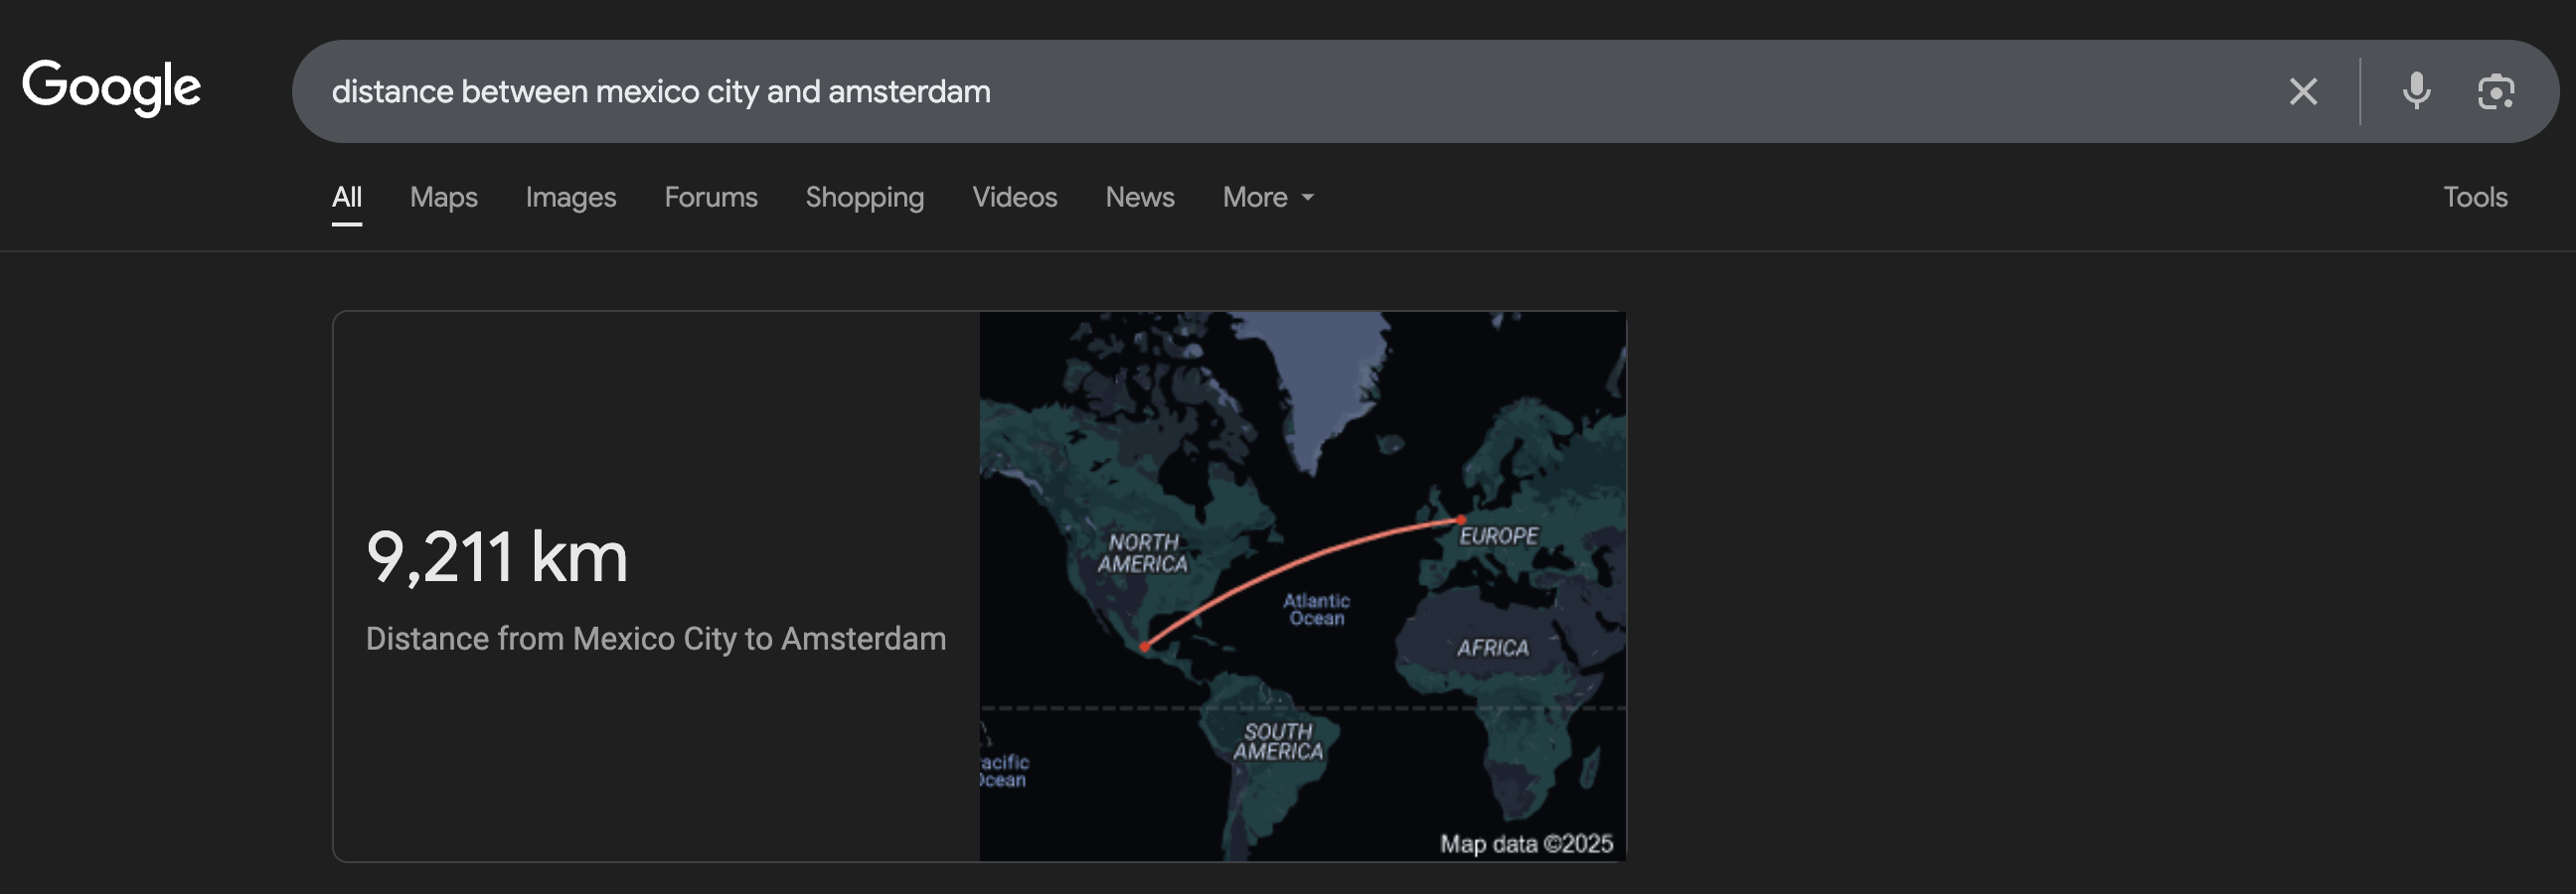 Google
distance between mexico city and amsterdam
All Maps Images Forums Shopping Videos News More Tools
9,211 km
Distance from Mexico City to Amsterdam
NORTH
AMERICA
EUROPE
Atlantic
Ocean
AFRICA
SOUTH
AMERICA
acific
Ocean
Map data ©2025